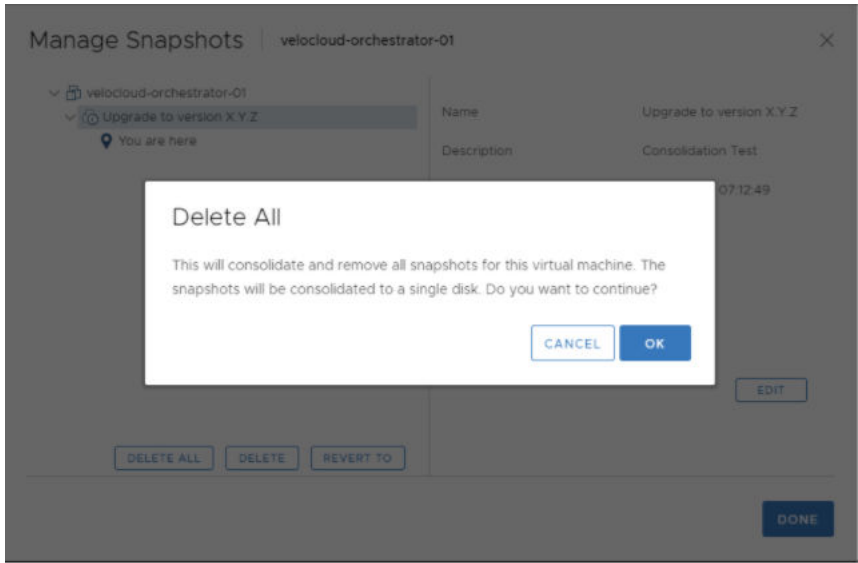 Manage Snapshots velocloud-orchestrator-01
velocloud-orchestrator-01
Upgrade to version X.Y.Z
You are here
Name Upgrade to version X.Y.Z
Description Consolidation Test
07:12:49
Delete All
This will consolidate and remove all snapshots for this virtual machine. The
snapshots will be consolidated to a single disk. Do you want to continue?
CANCEL OK
EDIT
DELETE ALL DELETE REVERT TO
DONE